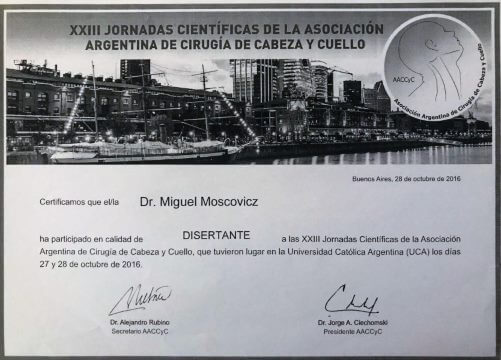 XXIII JORNADAS CIENTÍFICAS DE LA ASOCIACIÓN
ARGENTINA DE CIRUGÍA DE CABEZA Y CUELLO
AACCyC
Asociación Argentina de Cirugía de Cabeza y Cuello
Buenos Aires, 28 de octubre de 2016
Certificamos que el/la Dr. Miguel Moscovicz
ha participado en calidad de DISERTANTE a las XXIII Jornadas Científicas de la Asociación
Argentina de Cirugía de Cabeza y Cuello, que tuvieron lugar en la Universidad Católica Argentina (UCA) los días
27 y 28 de octubre de 2016.
Dr. Alejandro Rubino
Secretario AACCyC
Dr. Jorge A. Ciechomski
Presidente AACCyC